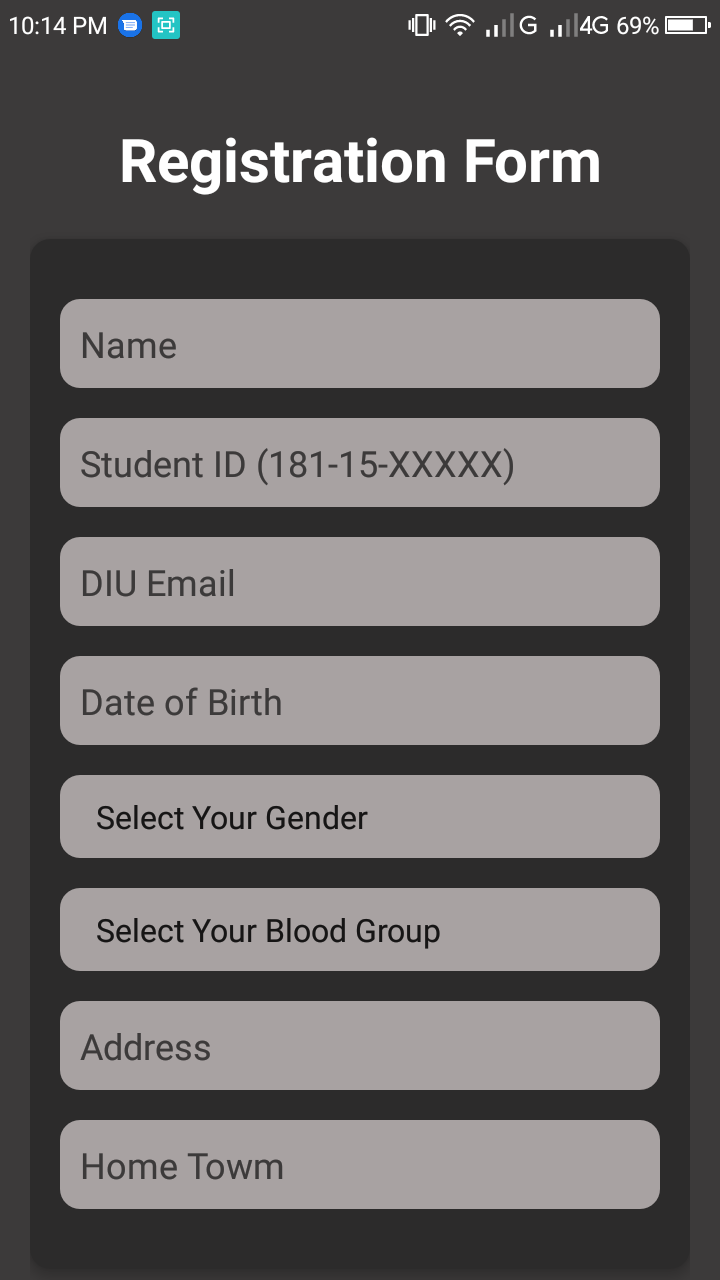 10:14 PM G 4G 69%
Registration Form
Name
Student ID (181-15-XXXXX)
DIU Email
Date of Birth
Select Your Gender
Select Your Blood Group
Address
Home Towm